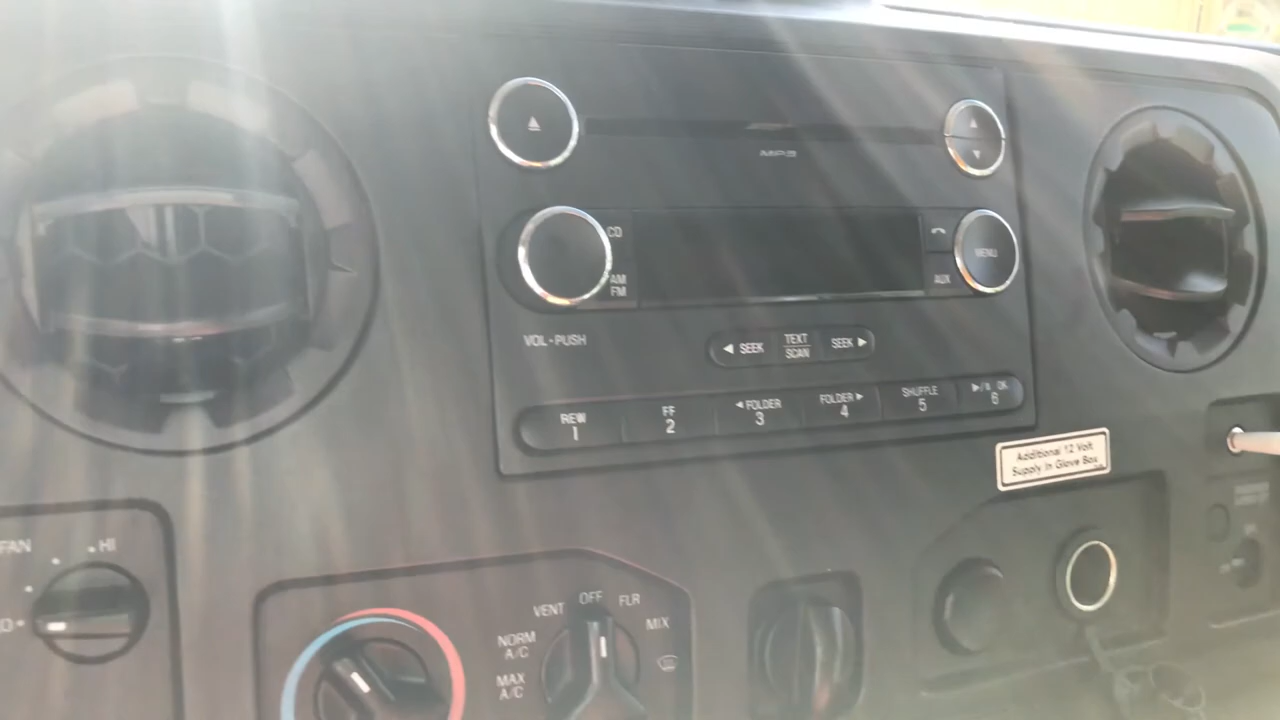 MP3
CD
AM
FM
MENU
AUX
VOL-PUSH
SEEK
TEXT
SCAN
SEEK
REW
1
FF
2
FOLDER
3
FOLDER
4
SHUFFLE
5
OK
6
Additional 12 Volt
Supply In Glove Box
FAN
HI
VENT
OFF
FLR
MIX
NORM
A/C
MAX
A/C